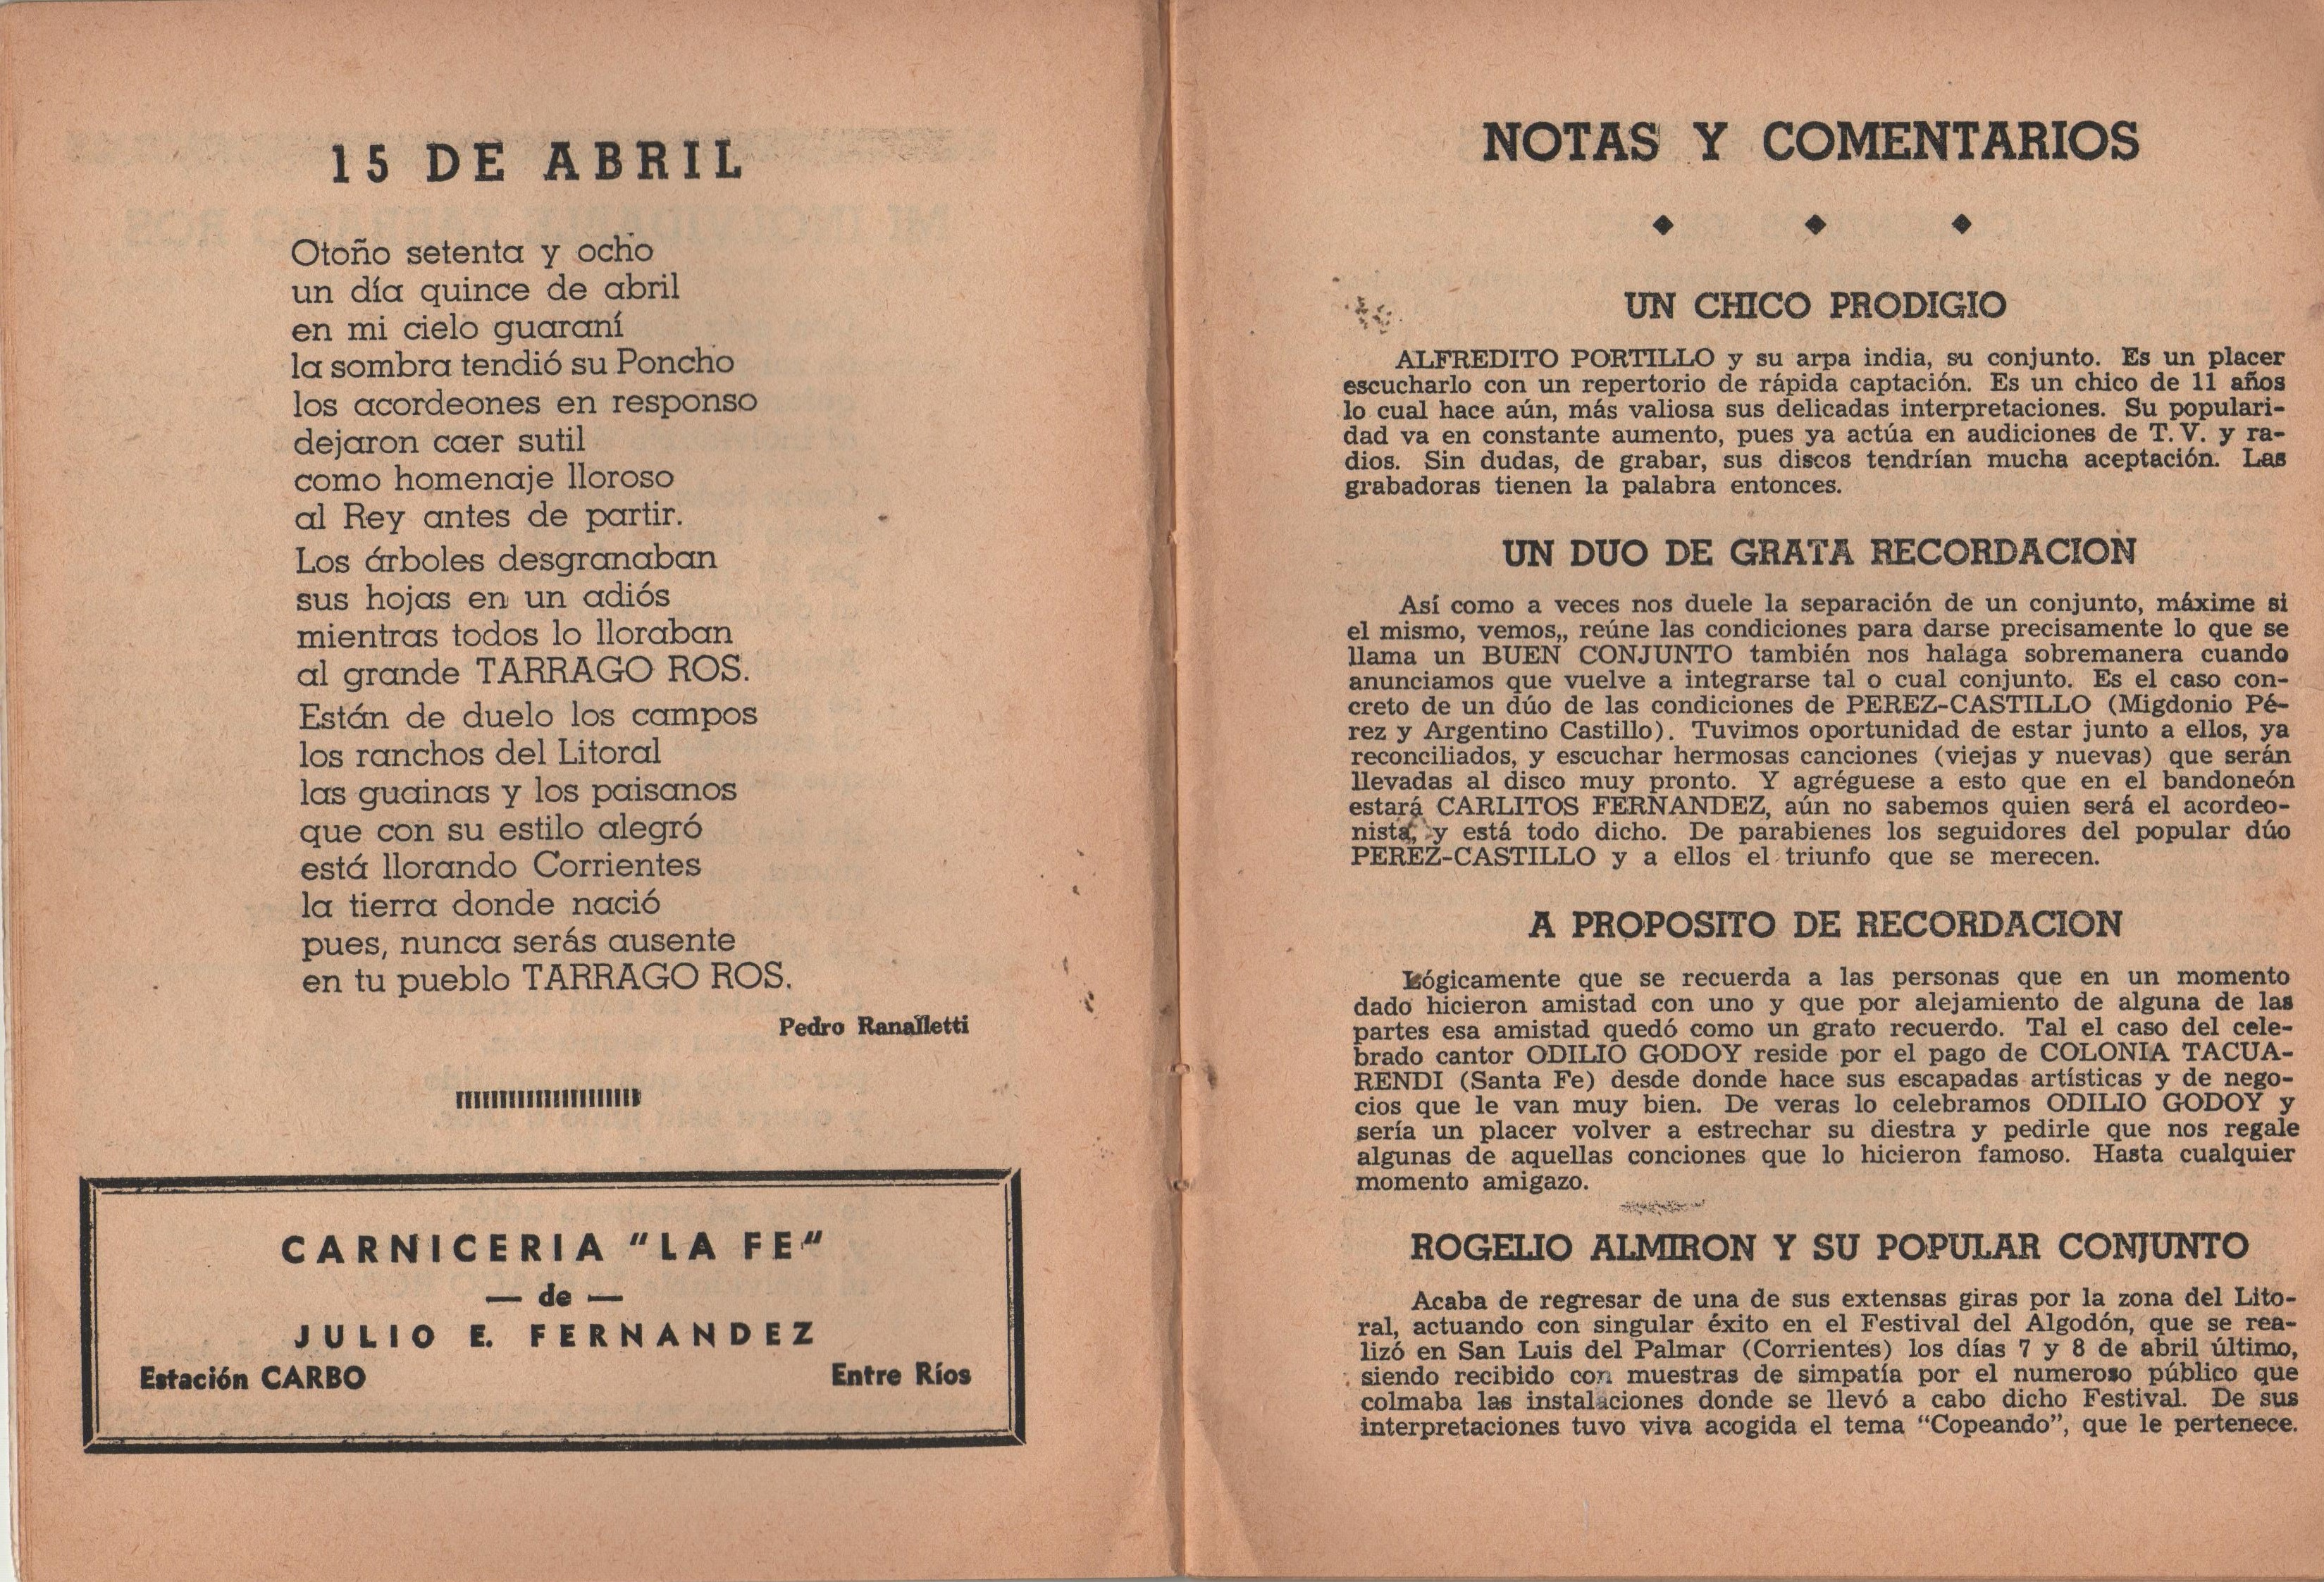 15 DE ABRIL
Otoño setenta y ocho
un día quince de abril
en mi cielo guaraní
la sombra tendió su Poncho
los acordeones en responso
dejaron caer sutil
como homenaje lloroso
al Rey antes de partir.
Los árboles desgranaban
sus hojas en un adiós
mientras todos lo lloraban
al grande TARRAGO ROS.
Están de duelo los campos
los ranchos del Litoral
las guainas y los paisanos
que con su estilo alegró
está llorando Corrientes
la tierra donde nació
pues, nunca serás ausente
en tu pueblo TARRAGO ROS.
Pedro Ranalletti
CARNICERIA "LA FE"
— de —
JULIO E. FERNANDEZ
Estación CARBO Entre Ríos
NOTAS Y COMENTARIOS
UN CHICO PRODIGIO
ALFREDITO PORTILLO y su arpa india, su conjunto. Es un placer
escucharlo con un repertorio de rápida captación. Es un chico de 11 años
lo cual hace aún, más valiosa sus delicadas interpretaciones. Su populari-
dad va en constante aumento, pues ya actúa en audiciones de T. V. y ra-
dios. Sin dudas, de grabar, sus discos tendrían mucha aceptación. Las
grabadoras tienen la palabra entonces.
UN DUO DE GRATA RECORDACION
Así como a veces nos duele la separación de un conjunto, máxime si
el mismo, vemos,, reúne las condiciones para darse precisamente lo que se
llama un BUEN CONJUNTO también nos halaga sobremanera cuando
anunciamos que vuelve a integrarse tal o cual conjunto. Es el caso con-
creto de un dúo de las condiciones de PEREZ-CASTILLO (Migdonio Pé-
rez y Argentino Castillo). Tuvimos oportunidad de estar junto a ellos, ya
reconciliados, y escuchar hermosas canciones (viejas y nuevas) que serán
llevadas al disco muy pronto. Y agréguese a esto que en el bandoneón
estará CARLITOS FERNANDEZ, aún no sabemos quien será el acordeo-
nista, y está todo dicho. De parabienes los seguidores del popular dúo
PEREZ-CASTILLO y a ellos el triunfo que se merecen.
A PROPOSITO DE RECORDACION
Lógicamente que se recuerda a las personas que en un momento
dado hicieron amistad con uno y que por alejamiento de alguna de las
partes esa amistad quedó como un grato recuerdo. Tal el caso del cele-
brado cantor ODILIO GODOY reside por el pago de COLONIA TACUA-
RENDI (Santa Fe) desde donde hace sus escapadas artísticas y de nego-
cios que le van muy bien. De veras lo celebramos ODILIO GODOY y
sería un placer volver a estrechar su diestra y pedirle que nos regale
algunas de aquellas conciones que lo hicieron famoso. Hasta cualquier
momento amigazo.
ROGELIO ALMIRON Y SU POPULAR CONJUNTO
Acaba de regresar de una de sus extensas giras por la zona del Lito-
ral, actuando con singular éxito en el Festival del Algodón, que se rea-
lizó en San Luis del Palmar (Corrientes) los días 7 y 8 de abril último,
siendo recibido con muestras de simpatía por el numeroso público que
colmaba las instalaciones donde se llevó a cabo dicho Festival. De sus
interpretaciones tuvo viva acogida el tema “Copeando”, que le pertenece.